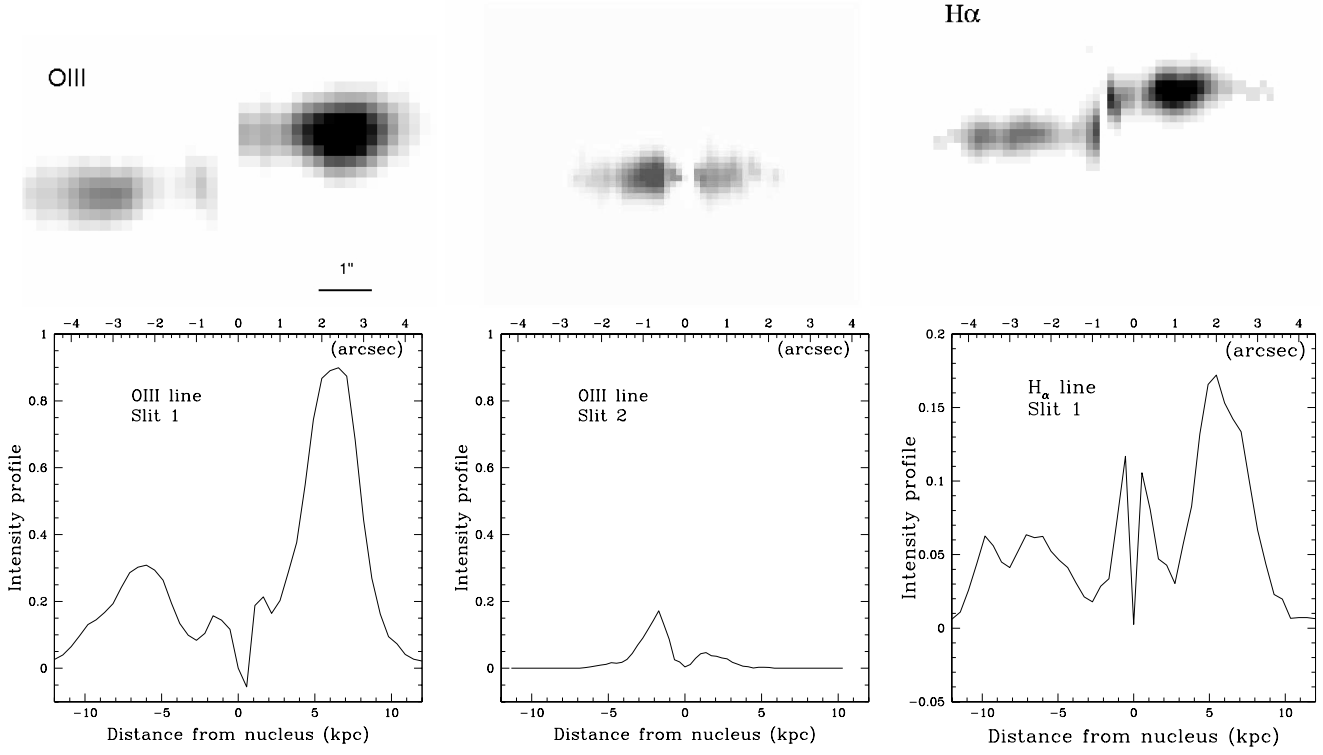 OIII
1"
Hα
-4 -3 -2 -1 0 1 2 3 4
(arcsec)
OIII line
Slit 1
1
0.8
0.6
0.4
0.2
0
Intensity profile
-10 -5 0 5 10
Distance from nucleus (kpc)
-4 -3 -2 -1 0 1 2 3 4
(arcsec)
OIII line
Slit 2
1
0.8
0.6
0.4
0.2
0
Intensity profile
-10 -5 0 5 10
Distance from nucleus (kpc)
-4 -3 -2 -1 0 1 2 3 4
(arcsec)
Hα line
Slit 1
0.2
0.15
0.1
0.05
0
-0.05
Intensity profile
-10 -5 0 5 10
Distance from nucleus (kpc)